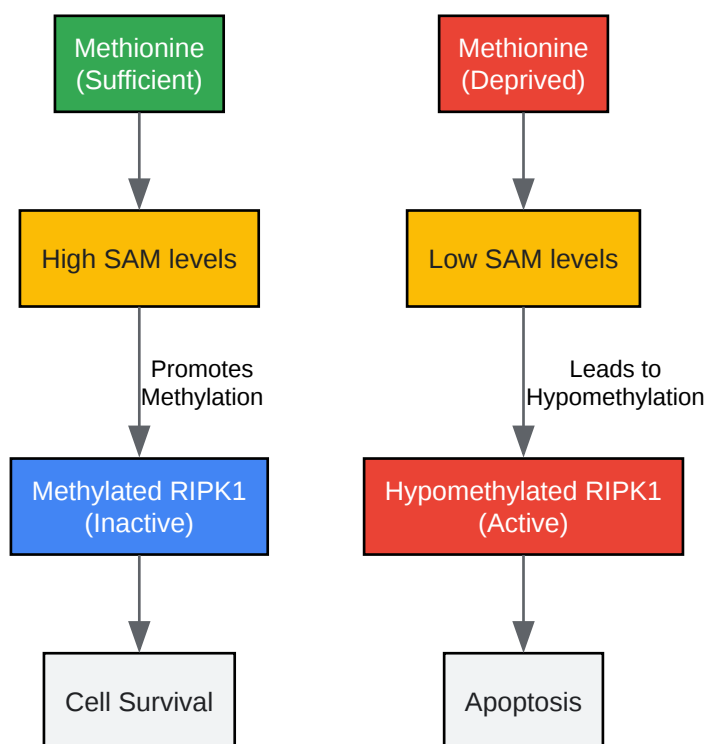 Methionine
(Sufficient)
Methionine
(Deprived)
High SAM levels
Low SAM levels
Promotes
Methylation
Leads to
Hypomethylation
Methylated RIPK1
(Inactive)
Hypomethylated RIPK1
(Active)
Cell Survival
Apoptosis